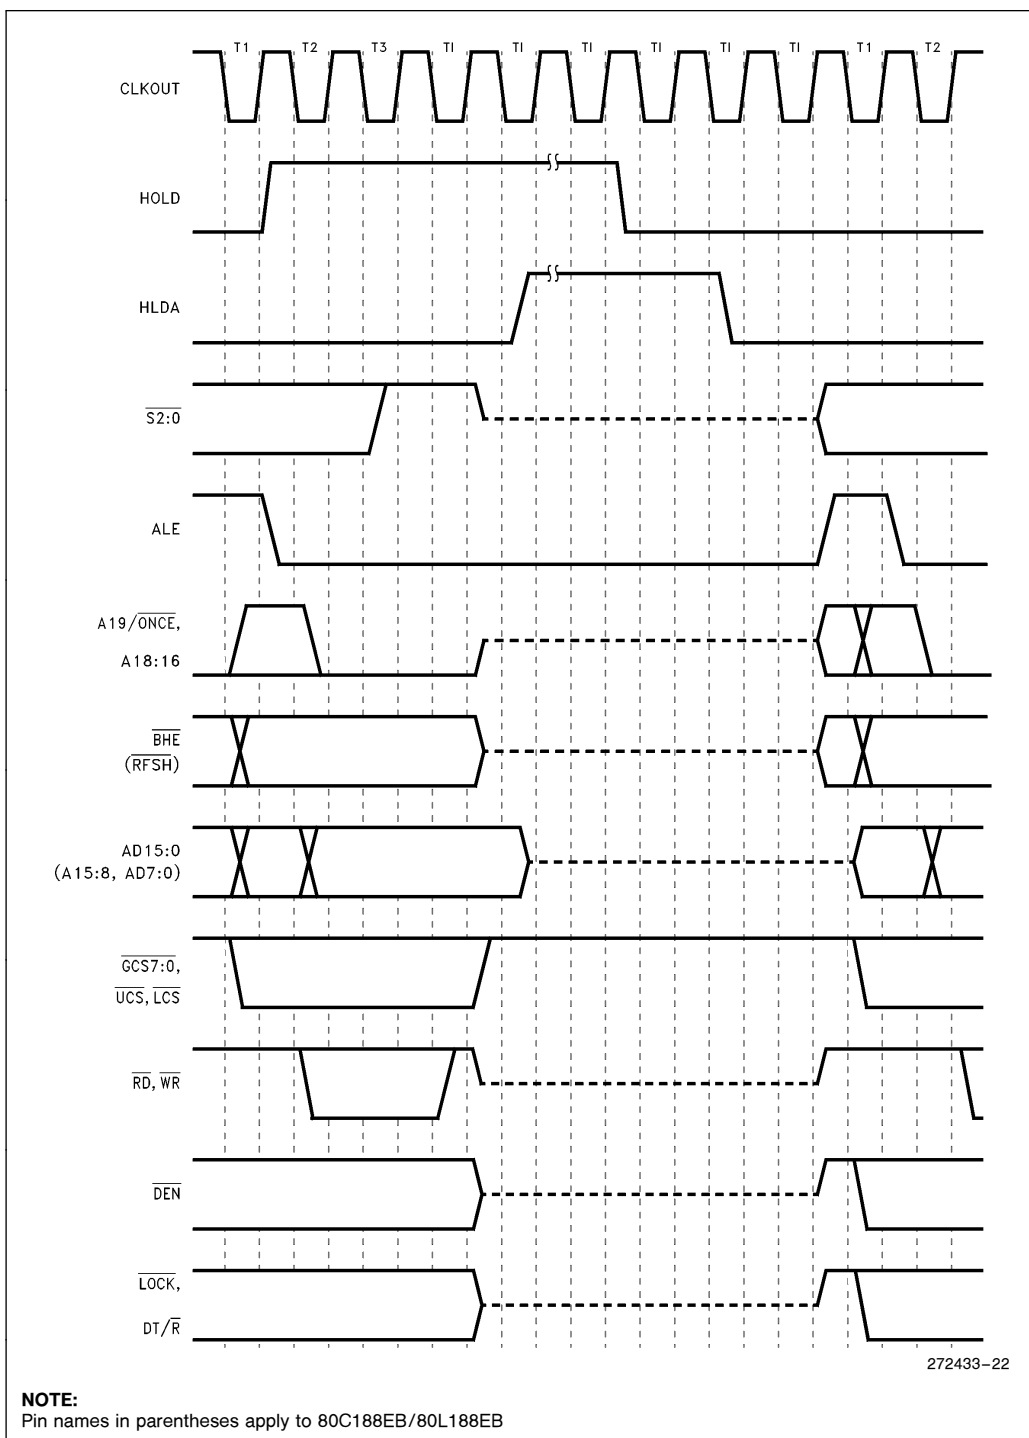 T1 T2 T3 TI TI TI TI TI TI T1 T2
CLKOUT
HOLD
HLDA
S2:0
ALE
A19/ONCE,
A18:16
BHE
(RFSH)
AD15:0
(A15:8, AD7:0)
GCS7:0,
UCS, LCS
RD, WR
DEN
LOCK,
DT/R
272433-22
NOTE:
Pin names in parentheses apply to 80C188EB/80L188EB